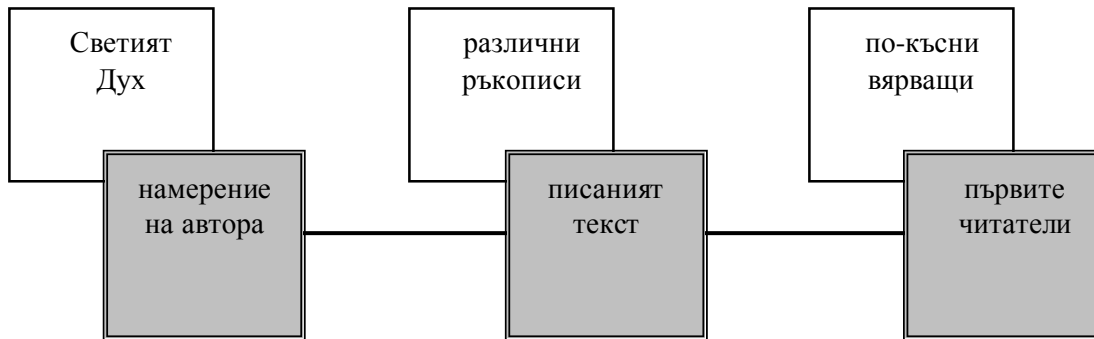 Светият
Дух
различни
ръкописи
по-късни
вярващи
намерение
на автора
писаният
текст
първите
читатели